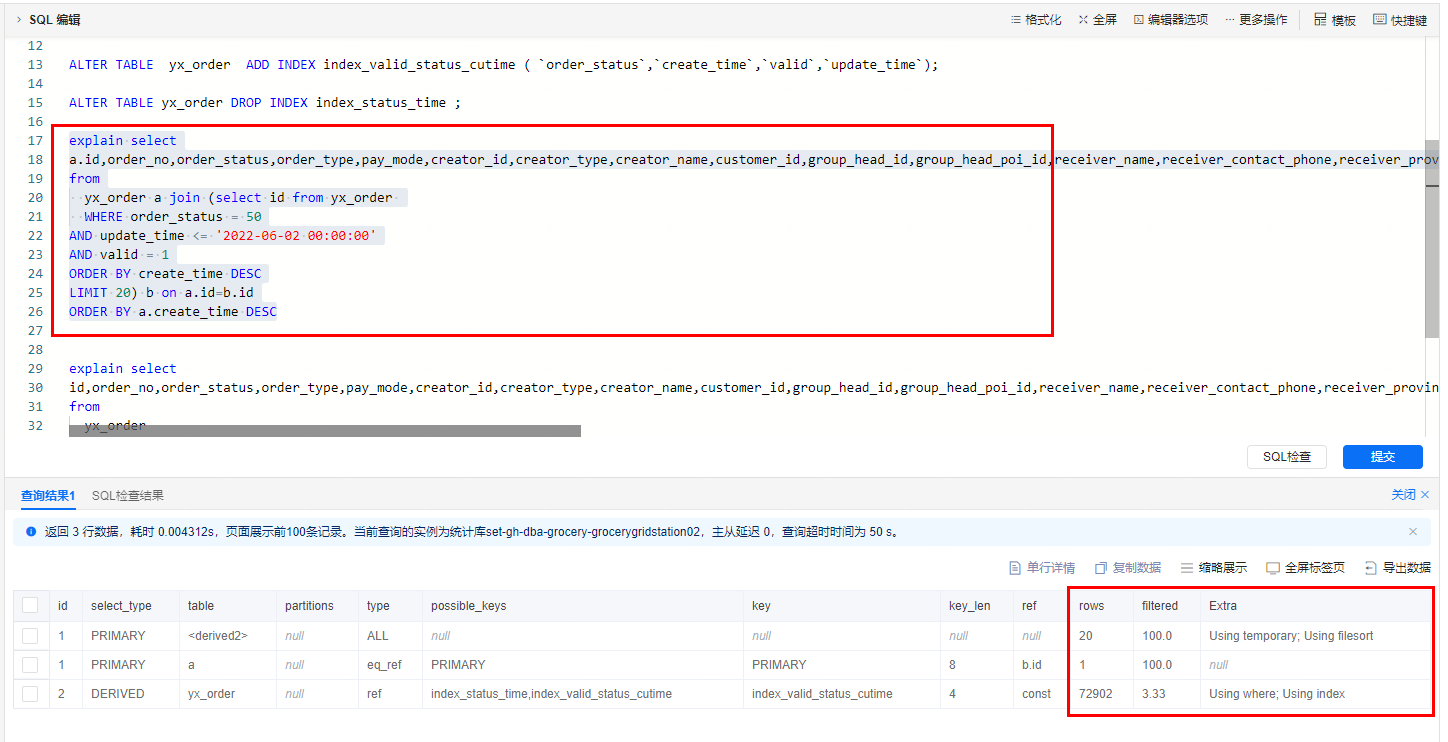 SQL 编辑 格式化 全屏 编辑器选项 ··· 更多操作 模板 快捷键
12
13 ALTER TABLE  yx_order  ADD INDEX index_valid_status_cutime ( `order_status`,`create_time`,`valid`,`update_time`);
14
15 ALTER TABLE yx_order DROP INDEX index_status_time ;
16
17 explain select
18 a.id,order_no,order_status,order_type,pay_mode,creator_id,creator_type,creator_name,customer_id,group_head_id,group_head_poi_id,receiver_name,receiver_contact_phone,receiver_prov
19 from
20   yx_order a join (select id from yx_order
21   WHERE order_status = 50
22 AND update_time <= '2022-06-02 00:00:00'
23 AND valid = 1
24 ORDER BY create_time DESC
25 LIMIT 20) b on a.id=b.id
26 ORDER BY a.create_time DESC
27
28
29 explain select
30 id,order_no,order_status,order_type,pay_mode,creator_id,creator_type,creator_name,customer_id,group_head_id,group_head_poi_id,receiver_name,receiver_contact_phone,receiver_provin
31 from
32   yx_order
SQL检查 提交
查询结果1 SQL检查结果 关闭
返回 3 行数据，耗时 0.004312s，页面展示前100条记录。当前查询的实例为统计库set-gh-dba-grocery-grocerygridstation02，主从延迟 0，查询超时时间为 50 s。
单行详情 复制数据 缩略展示 全屏标签页 导出数据
id select_type table partitions type possible_keys key key_len ref rows filtered Extra
1 PRIMARY <derived2> null ALL null null null null 20 100.0 Using temporary; Using filesort
1 PRIMARY a null eq_ref PRIMARY PRIMARY 8 b.id 1 100.0 null
2 DERIVED yx_order null ref index_status_time,index_valid_status_cutime index_valid_status_cutime 4 const 72902 3.33 Using where; Using index